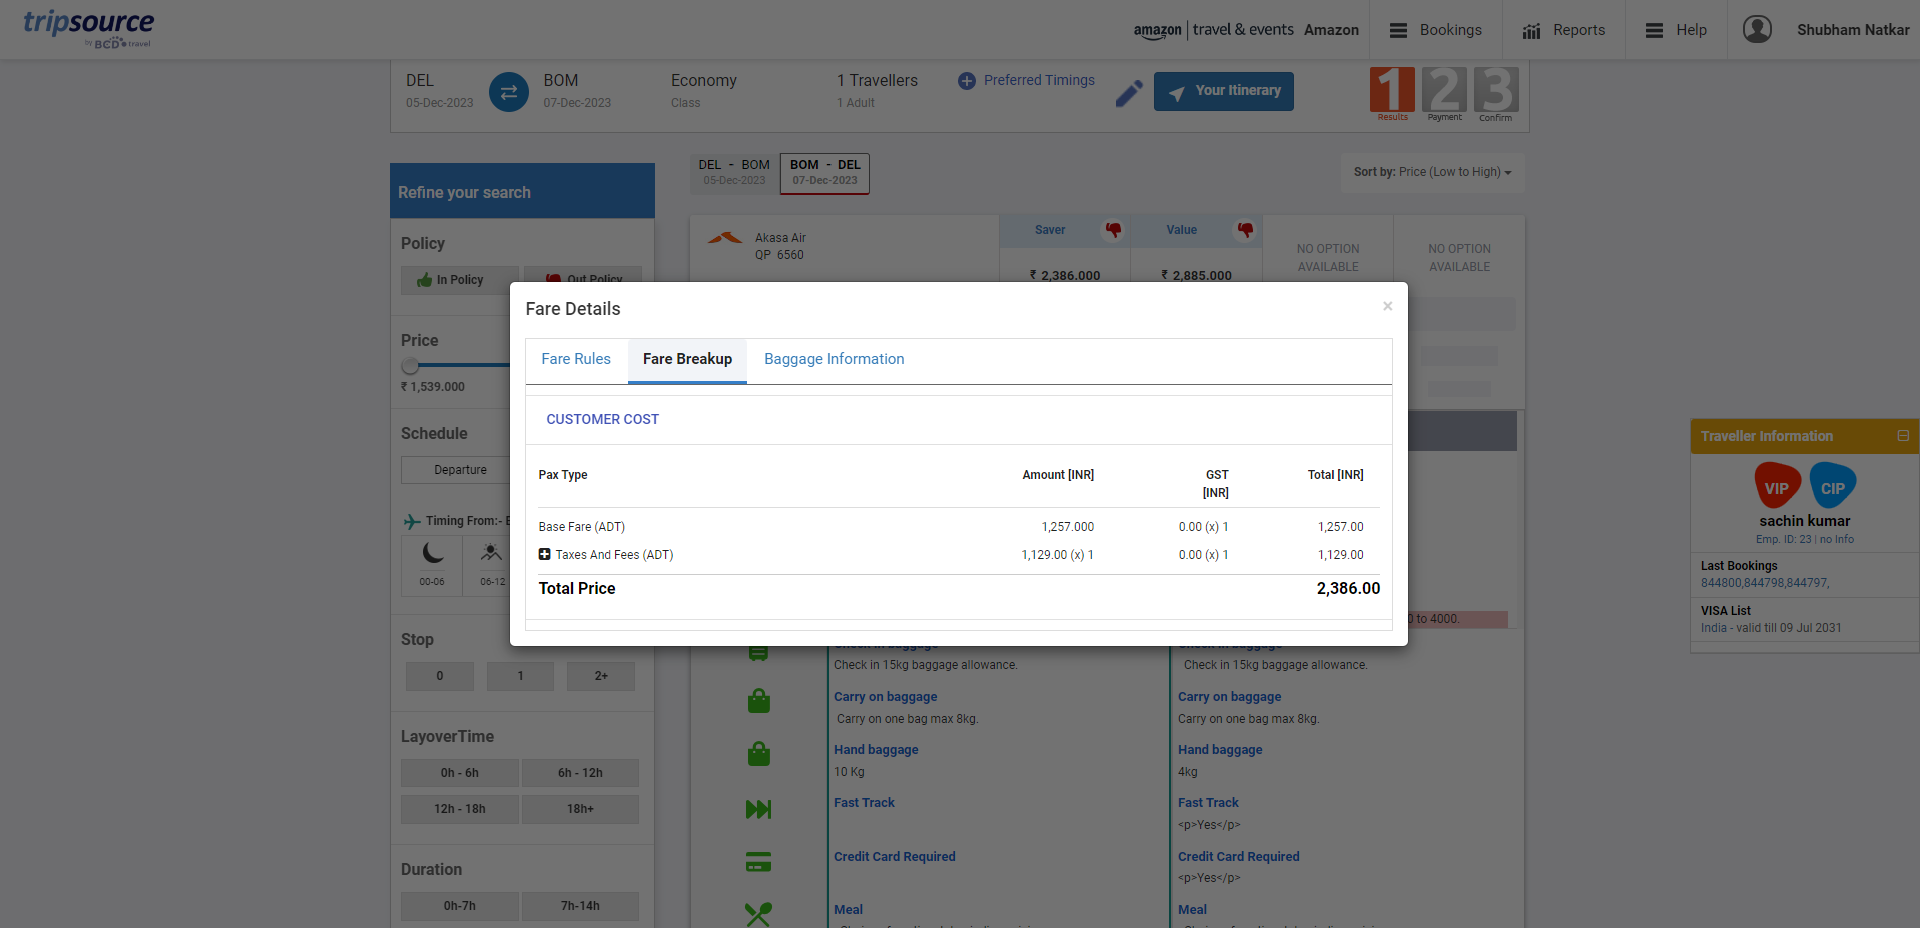 tripsource
by BCD travel
amazon | travel & events Amazon
Bookings
Reports
Help
Shubham Natkar
DEL
05-Dec-2023
BOM
07-Dec-2023
Economy
Class
1 Travellers
1 Adult
Preferred Timings
Your Itinerary
1 2 3
Results Payment Confirm
Refine your search
Policy
In Policy
Out Policy
Price
₹ 1,539.000
Schedule
Departure
Timing From:-
00-06
06-12
Stop
0
1
2+
LayoverTime
0h - 6h
6h - 12h
12h - 18h
18h+
Duration
0h-7h
7h-14h
DEL - BOM
05-Dec-2023
BOM - DEL
07-Dec-2023
Sort by: Price (Low to High)
Akasa Air
QP 6560
Saver
₹ 2,386.000
Value
₹ 2,885.000
NO OPTION
AVAILABLE
NO OPTION
AVAILABLE
Fare Details
×
Fare Rules
Fare Breakup
Baggage Information
CUSTOMER COST
Pax Type
Amount [INR]
GST
[INR]
Total [INR]
Base Fare (ADT)
1,257.000
0.00 (x) 1
1,257.00
Taxes And Fees (ADT)
1,129.00 (x) 1
0.00 (x) 1
1,129.00
Total Price
2,386.00
to 4000.
Check in 15kg baggage allowance.
Check in 15kg baggage allowance.
Carry on baggage
Carry on one bag max 8kg.
Carry on baggage
Carry on one bag max 8kg.
Hand baggage
10 Kg
Hand baggage
4kg
Fast Track
Fast Track
<p>Yes</p>
Credit Card Required
Credit Card Required
<p>Yes</p>
Meal
Meal
Traveller Information
VIP
CIP
sachin kumar
Emp. ID: 23 | no Info
Last Bookings
844800,844798,844797,
VISA List
India - valid till 09 Jul 2031